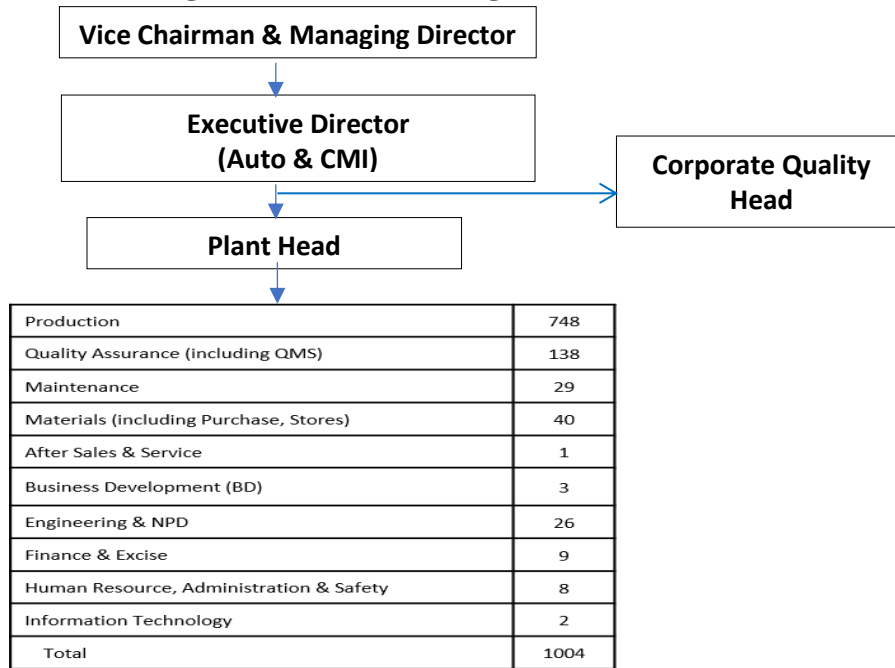 Vice Chairman & Managing Director
Executive Director
(Auto & CMI)
Corporate Quality
Head
Plant Head
Production 748
Quality Assurance (including QMS) 138
Maintenance 29
Materials (including Purchase, Stores) 40
After Sales & Service 1
Business Development (BD) 3
Engineering & NPD 26
Finance & Excise 9
Human Resource, Administration & Safety 8
Information Technology 2
Total 1004